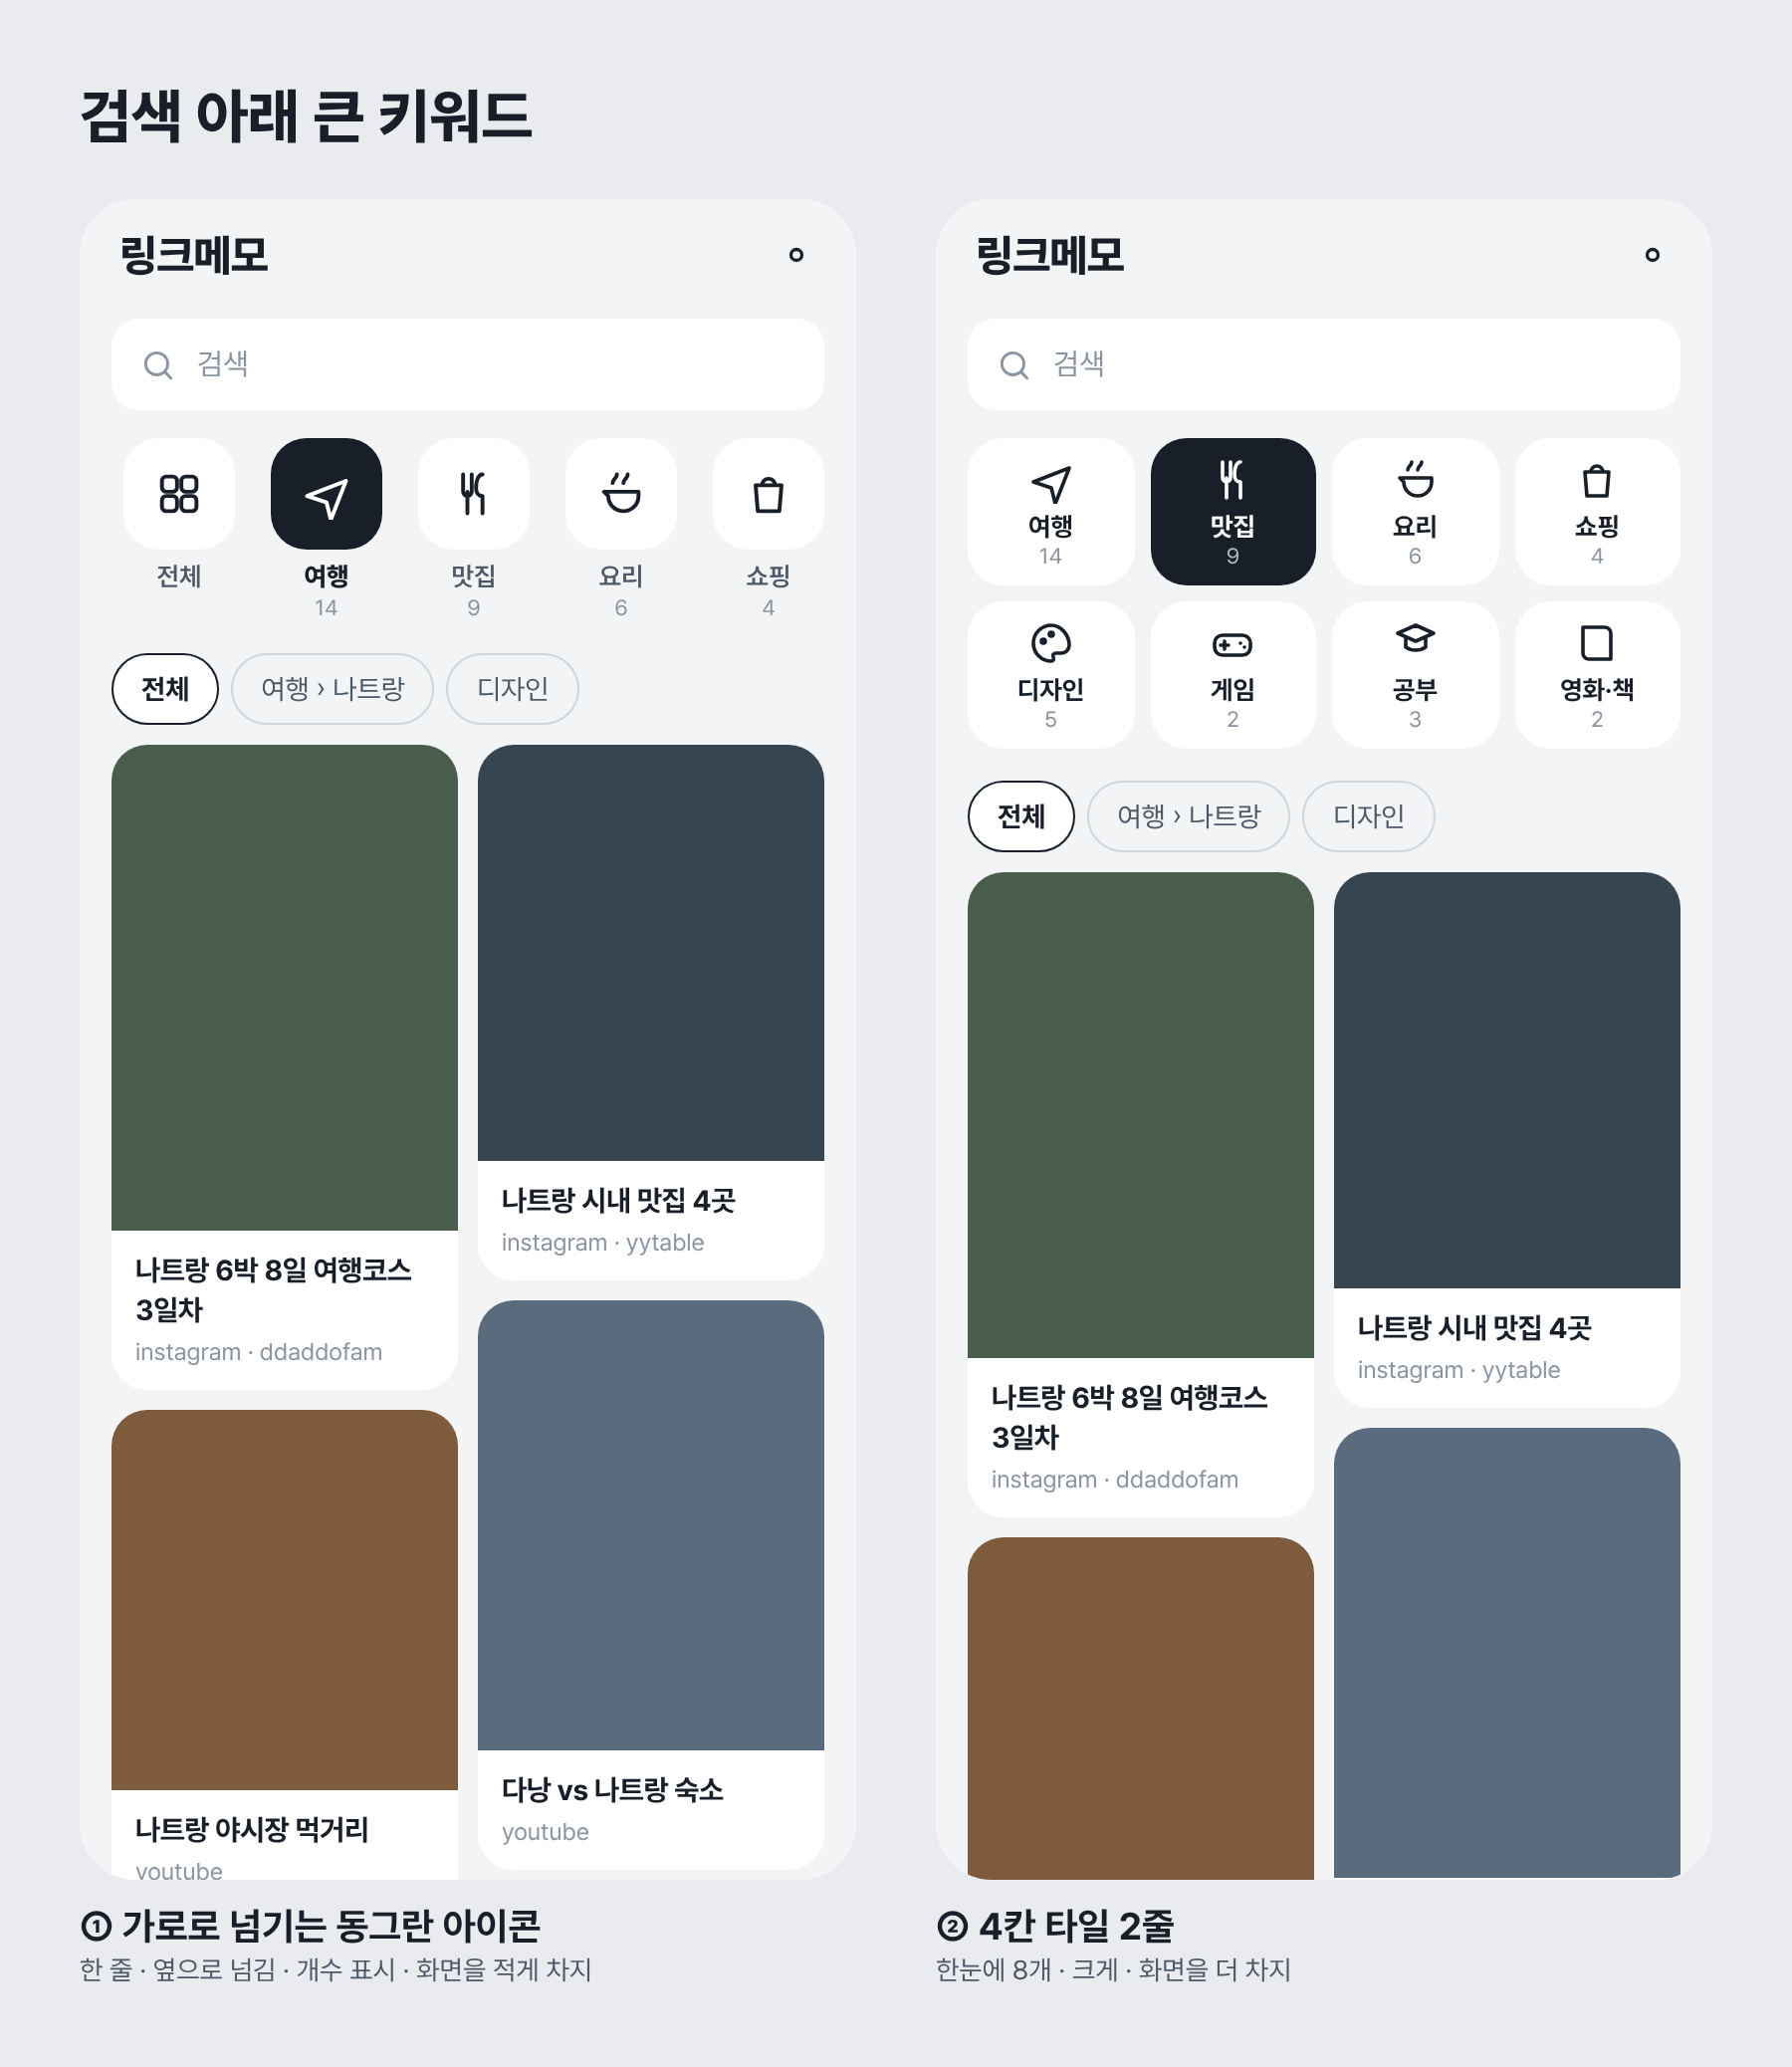 검색 아래 큰 키워드
링크메모
검색
전체
여행
14
맛집
9
요리
6
쇼핑
4
전체
여행 › 나트랑
디자인
나트랑 6박 8일 여행코스
3일차
instagram · ddaddofam
나트랑 시내 맛집 4곳
instagram · yytable
나트랑 야시장 먹거리
youtube
다낭 vs 나트랑 숙소
youtube
① 가로로 넘기는 동그란 아이콘
한 줄 · 옆으로 넘김 · 개수 표시 · 화면을 적게 차지
링크메모
검색
여행
14
맛집
9
요리
6
쇼핑
4
디자인
5
게임
2
공부
3
영화·책
2
전체
여행 › 나트랑
디자인
나트랑 6박 8일 여행코스
3일차
instagram · ddaddofam
나트랑 시내 맛집 4곳
instagram · yytable
② 4칸 타일 2줄
한눈에 8개 · 크게 · 화면을 더 차지